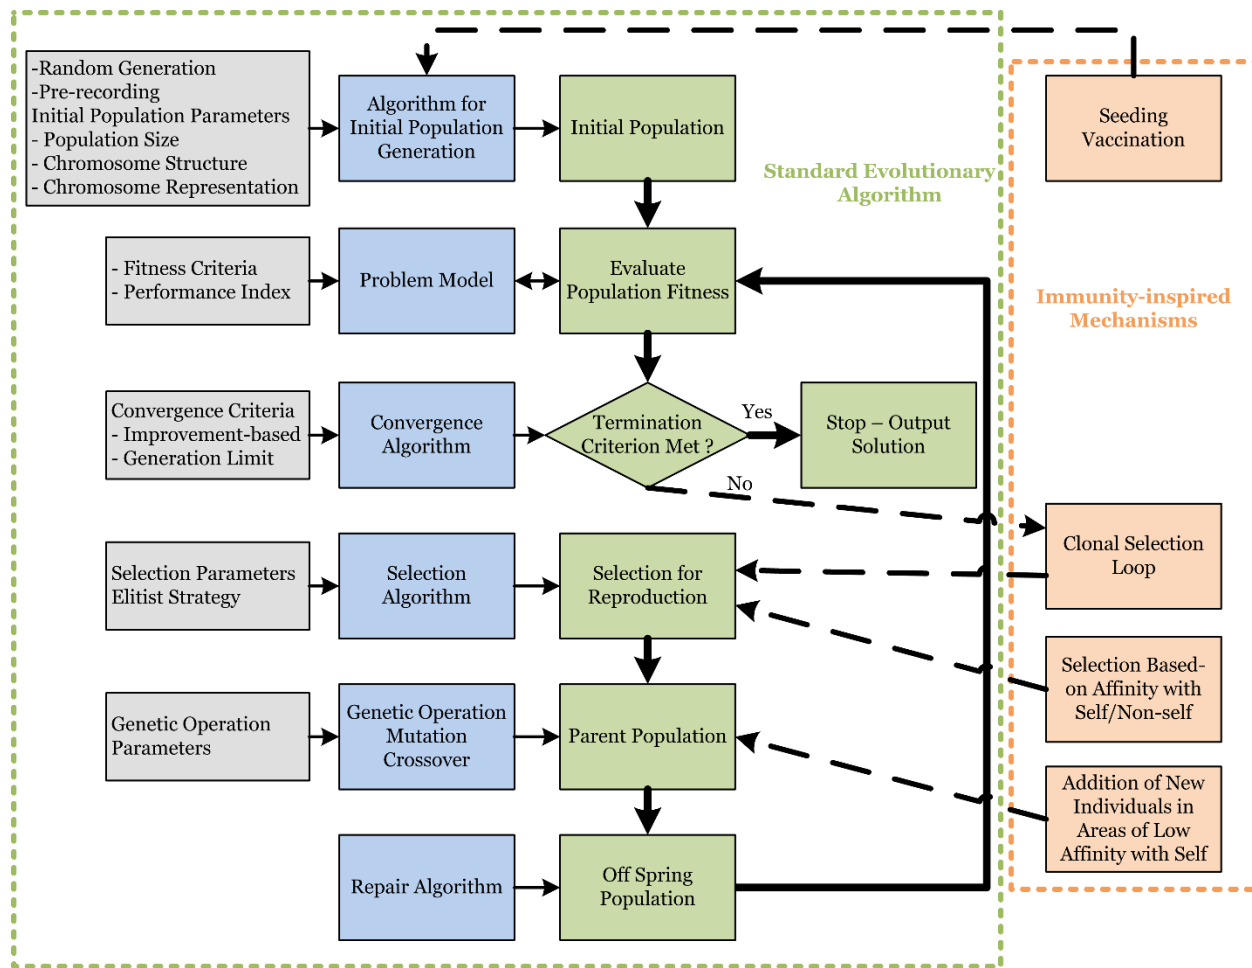 -Random Generation
-Pre-recording
Initial Population Parameters
- Population Size
- Chromosome Structure
- Chromosome Representation
Algorithm for
Initial Population
Generation
Initial Population
Seeding
Vaccination
Standard Evolutionary
Algorithm
- Fitness Criteria
- Performance Index
Problem Model
Evaluate
Population Fitness
Immunity-inspired
Mechanisms
Convergence Criteria
- Improvement-based
- Generation Limit
Convergence
Algorithm
Termination
Criterion Met ?
Yes
Stop – Output
Solution
No
Clonal Selection
Loop
Selection Parameters
Elitist Strategy
Selection
Algorithm
Selection for
Reproduction
Selection Based-
on Affinity with
Self/Non-self
Genetic Operation
Parameters
Genetic Operation
Mutation
Crossover
Parent Population
Addition of New
Individuals in
Areas of Low
Affinity with Self
Repair Algorithm
Off Spring
Population